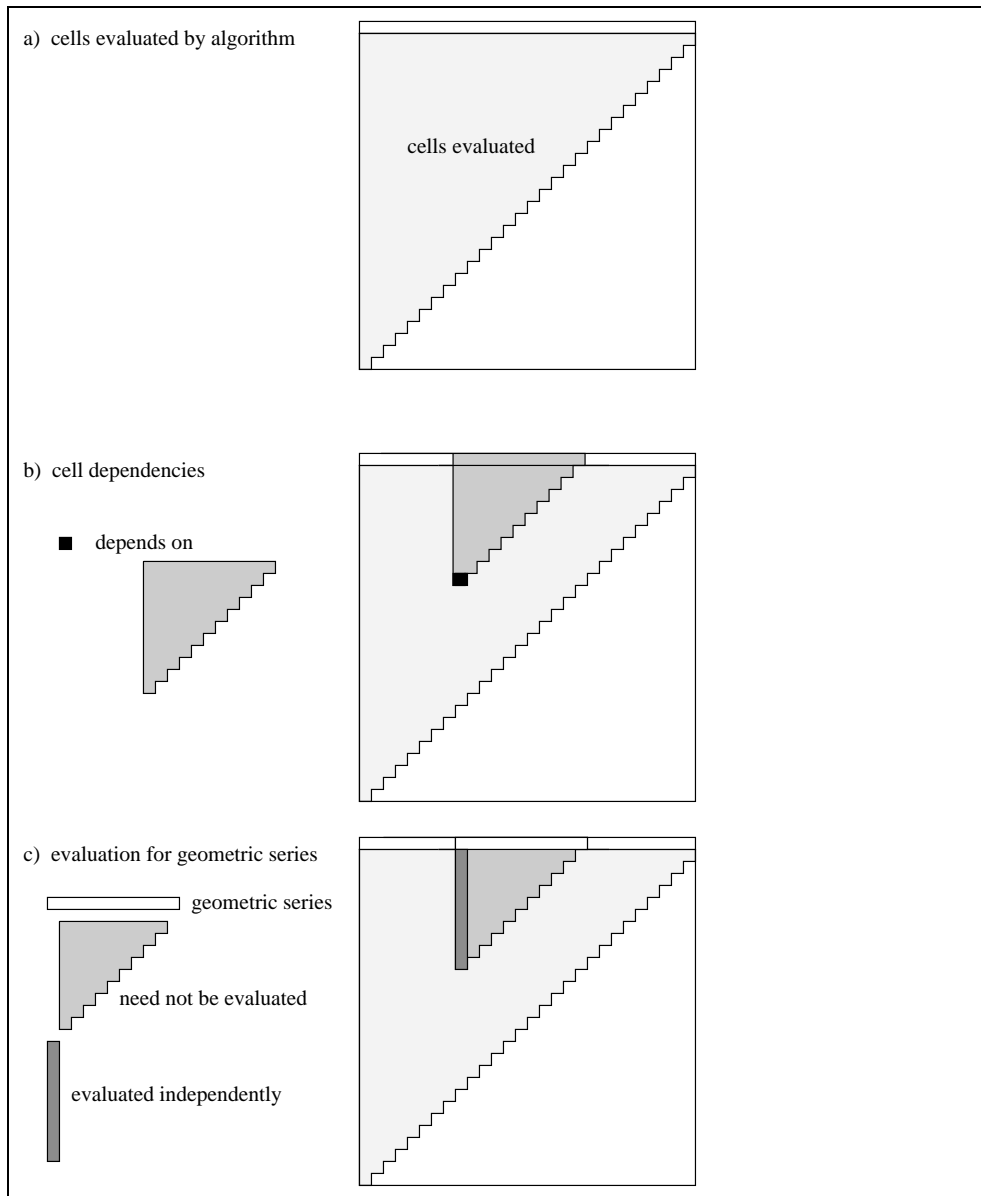 a) cells evaluated by algorithm
cells evaluated
b) cell dependencies
depends on
c) evaluation for geometric series
geometric series
need not be evaluated
evaluated independently